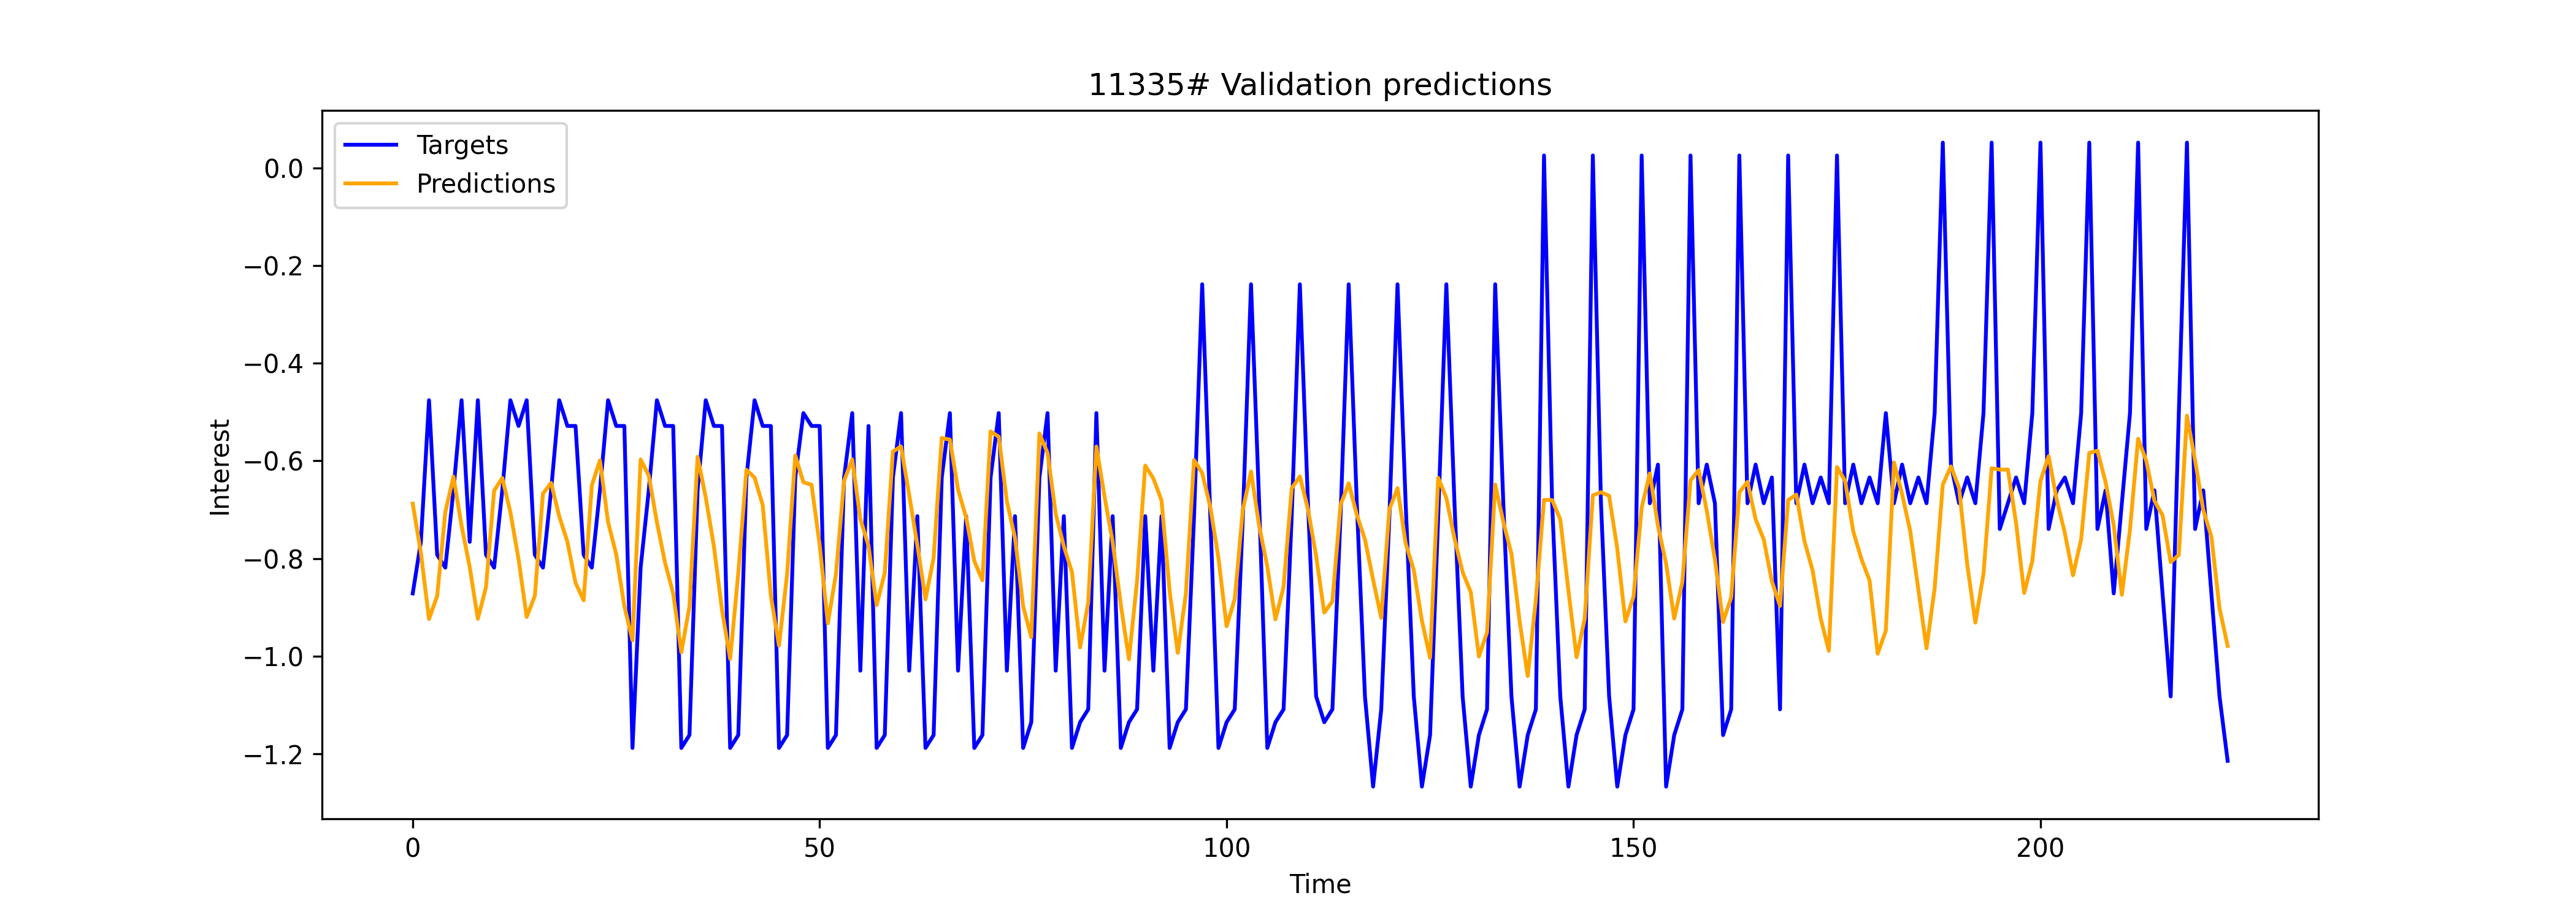 11335# Validation predictions
Targets
Predictions
Interest
0.0
−0.2
−0.4
−0.6
−0.8
−1.0
−1.2
0
50
100
150
200
Time